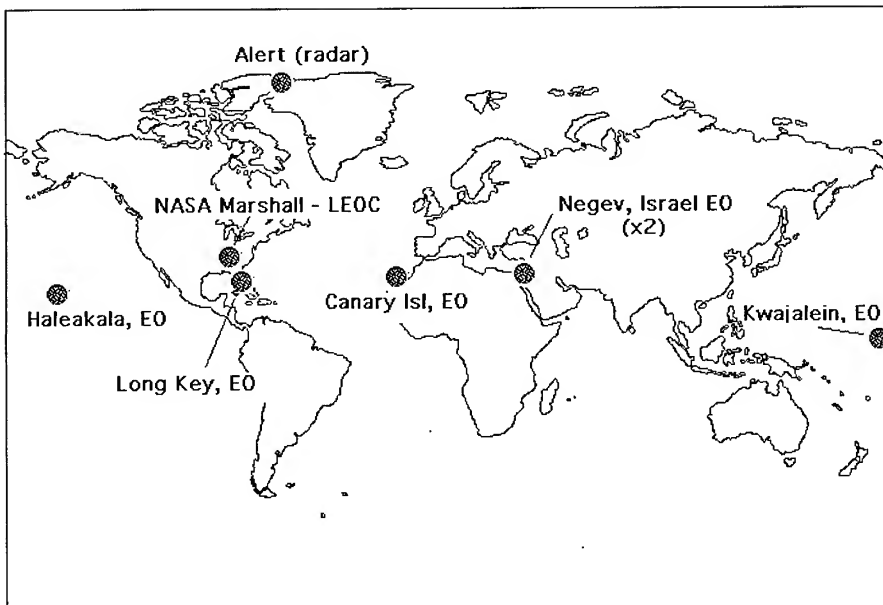 Alert (radar)
NASA Marshall - LEOC
Negev, Israel EO
(x2)
Haleakala, EO
Canary Isl, EO
Kwajalein, EO
Long Key, EO